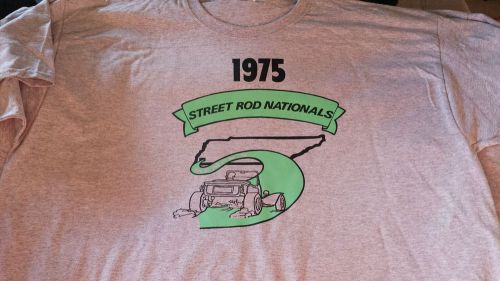 1975
STREET ROD NATIONALS